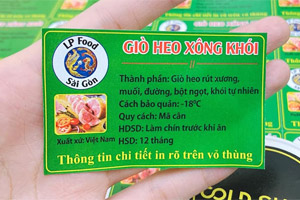 LP Food
Sài Gòn
GIÒ HEO XÔNG KHÓI
Thành phần: Giò heo rút xương,
muối, đường, bột ngọt, khói tự nhiên
Cách bảo quản: -18ºC
Quy cách: Mã cân
HDSD: Làm chín trước khi ăn
HSD: 12 tháng
Xuất xứ: Việt Nam
Thông tin chi tiết in rõ trên vỏ thùng